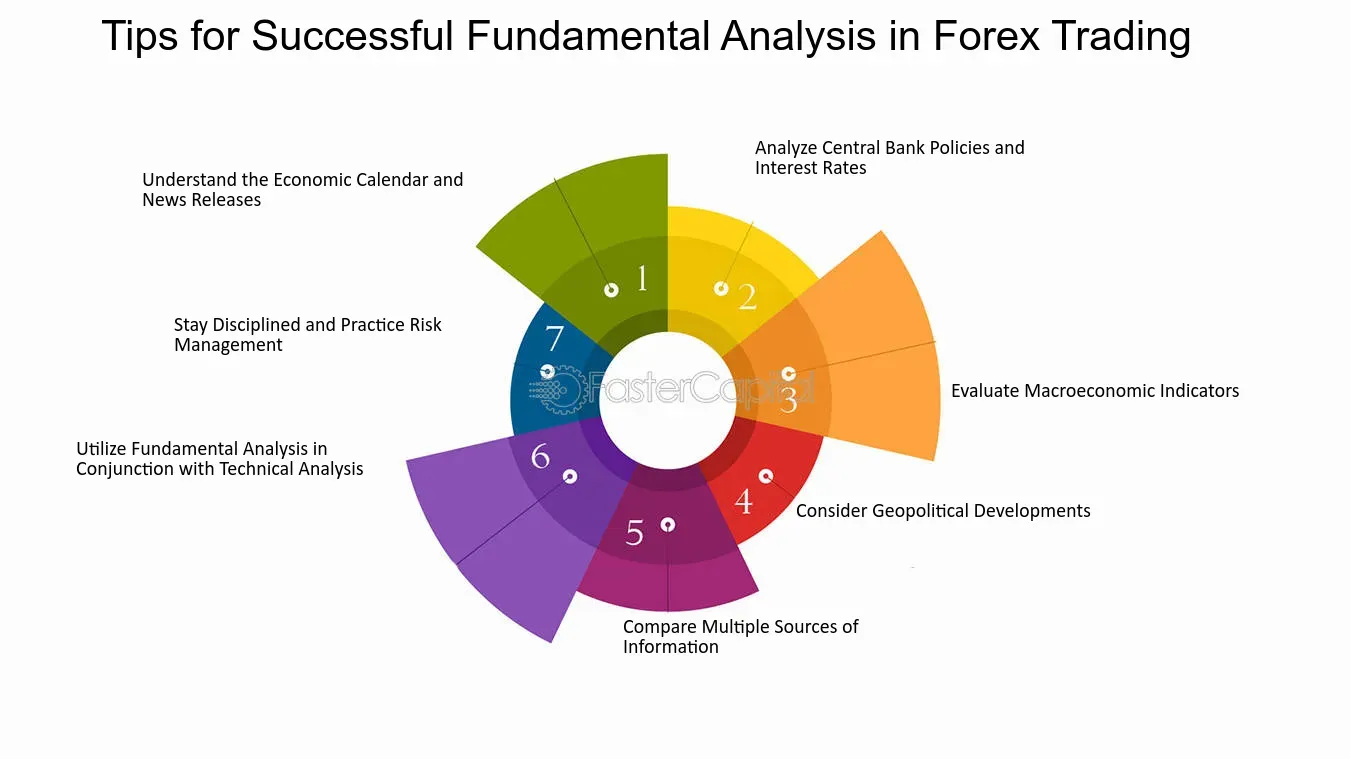 Tips for Successful Fundamental Analysis in Forex Trading
Understand the Economic Calendar and
News Releases
Analyze Central Bank Policies and
Interest Rates
Evaluate Macroeconomic Indicators
Consider Geopolitical Developments
Compare Multiple Sources of
Information
Utilize Fundamental Analysis in
Conjunction with Technical Analysis
Stay Disciplined and Practice Risk
Management
1
2
3
4
5
6
7
FasterCapital